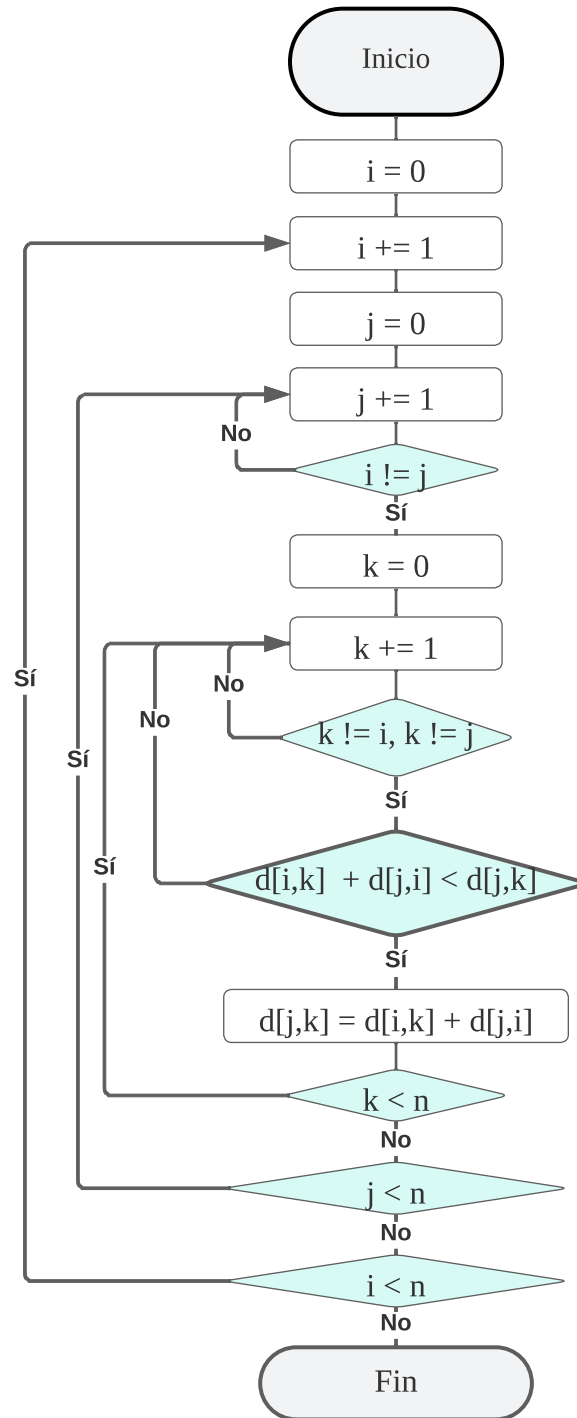 Inicio
i = 0
i += 1
j = 0
j += 1
No
i != j
Sí
k = 0
k += 1
Sí
No
No
k != i, k != j
Sí
Sí
Sí
d[i,k]  + d[j,i] < d[j,k]
Sí
d[j,k] = d[i,k] + d[j,i]
k < n
No
j < n
No
i < n
No
Fin